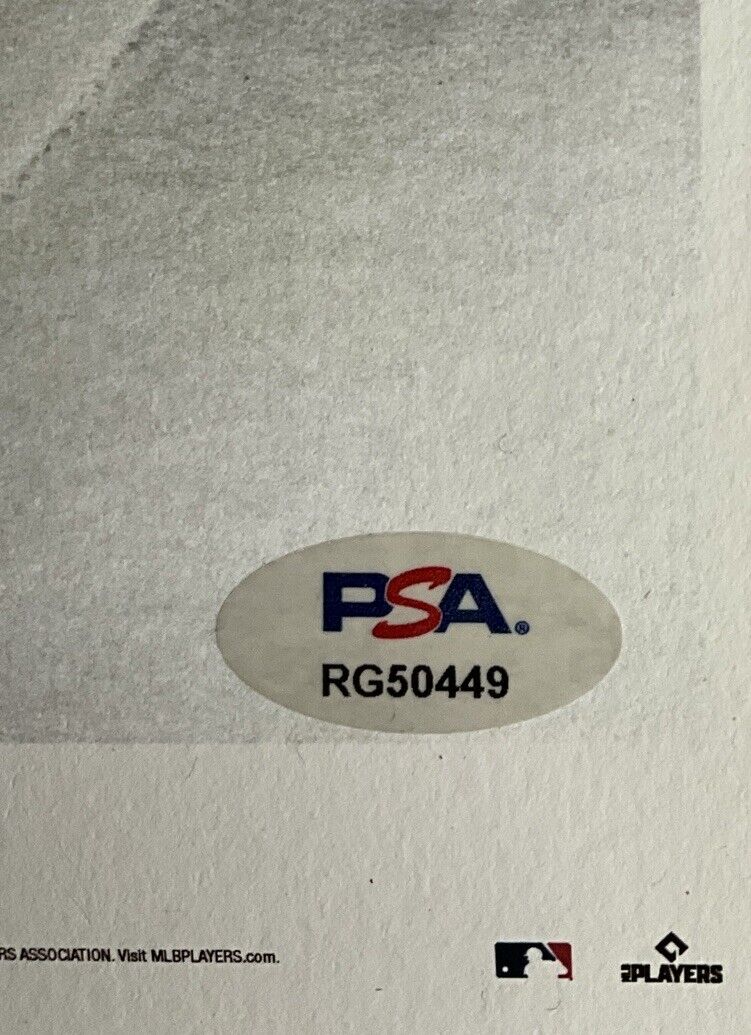 PSA®
RG50449
RS ASSOCIATION. Visit MLBPLAYERS.com.
PLAYERS